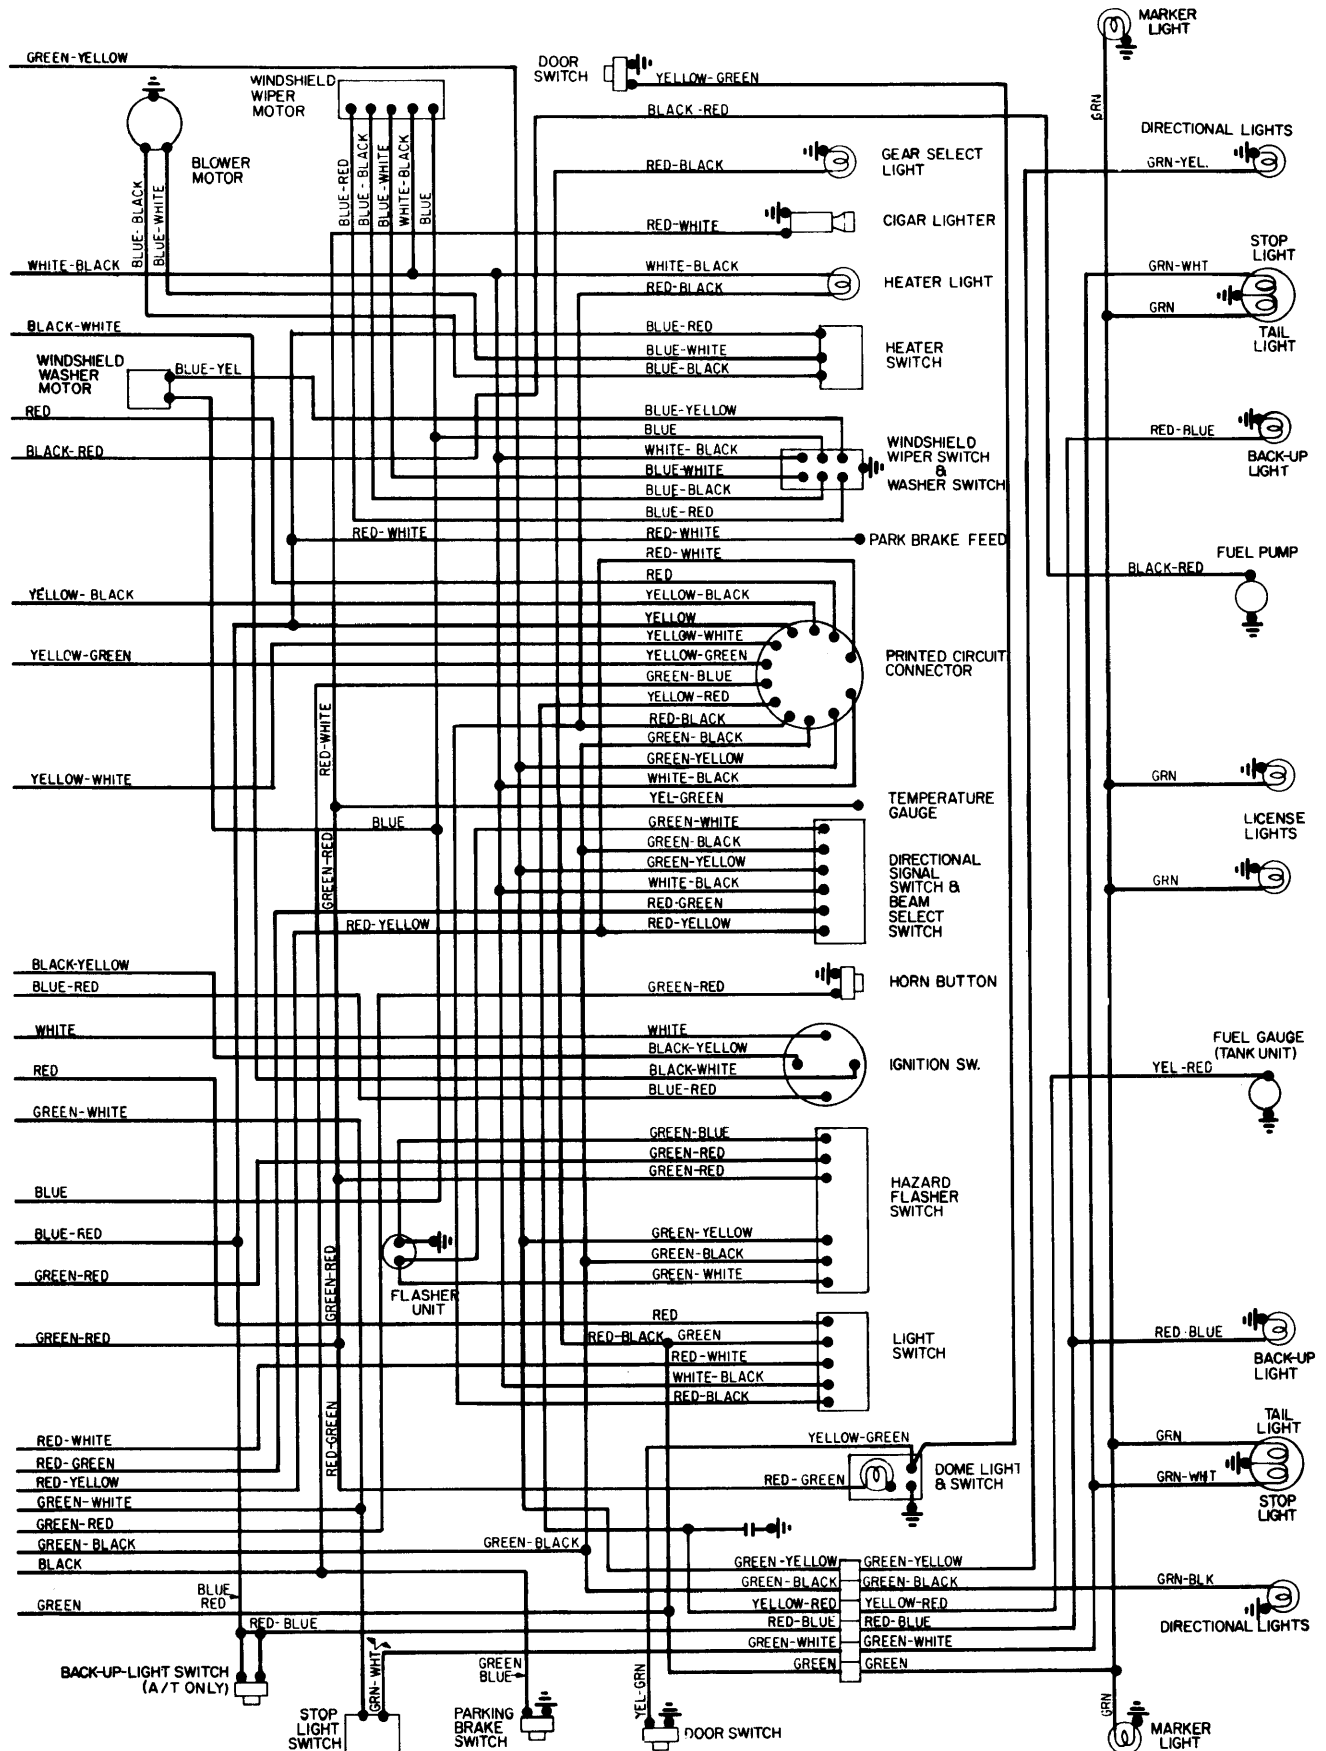 MARKER
LIGHT
GREEN-YELLOW
DOOR
SWITCH
YELLOW-GREEN
WINDSHIELD
WIPER
MOTOR
BLACK-RED
GRN
DIRECTIONAL LIGHTS
GRN-YEL.
BLOWER
MOTOR
BLUE-BLACK
BLUE-WHITE
BLUE-RED
BLUE-BLACK
BLUE-WHITE
WHITE-BLACK
BLUE
RED-BLACK
GEAR SELECT
LIGHT
RED-WHITE
CIGAR LIGHTER
STOP
LIGHT
WHITE-BLACK
WHITE-BLACK
RED-BLACK
HEATER LIGHT
GRN-WHT
GRN
TAIL
LIGHT
BLACK-WHITE
BLUE-RED
BLUE-WHITE
BLUE-BLACK
HEATER
SWITCH
WINDSHIELD
WASHER
MOTOR
BLUE-YEL
RED
BLUE-YELLOW
BLUE
WHITE-BLACK
BLUE-WHITE
BLUE-BLACK
BLUE-RED
WINDSHIELD
WIPER SWITCH
&
WASHER SWITCH
RED-BLUE
BACK-UP
LIGHT
BLACK-RED
RED-WHITE
RED-WHITE
PARK BRAKE FEED
RED-WHITE
RED
FUEL PUMP
BLACK-RED
YELLOW-BLACK
YELLOW-BLACK
YELLOW
YELLOW-WHITE
YELLOW-GREEN
YELLOW-GREEN
GREEN-BLUE
YELLOW-RED
RED-BLACK
GREEN-BLACK
GREEN-YELLOW
WHITE-BLACK
PRINTED CIRCUIT
CONNECTOR
RED-WHITE
YELLOW-WHITE
GRN
YEL-GREEN
TEMPERATURE
GAUGE
LICENSE
LIGHTS
BLUE
GREEN-RED
GREEN-WHITE
GREEN-BLACK
GREEN-YELLOW
WHITE-BLACK
RED-GREEN
RED-YELLOW
RED-YELLOW
DIRECTIONAL
SIGNAL
SWITCH &
BEAM
SELECT
SWITCH
GRN
BLACK-YELLOW
BLUE-RED
GREEN-RED
HORN BUTTON
WHITE
WHITE
BLACK-YELLOW
BLACK-WHITE
BLUE-RED
IGNITION SW.
FUEL GAUGE
(TANK UNIT)
YEL-RED
RED
GREEN-WHITE
GREEN-BLUE
GREEN-RED
GREEN-RED
HAZARD
FLASHER
SWITCH
BLUE
BLUE-RED
GREEN-YELLOW
GREEN-BLACK
GREEN-WHITE
GREEN-RED
GREEN-RED
FLASHER
UNIT
GREEN-RED
RED
RED-BLACK
GREEN
RED-WHITE
WHITE-BLACK
RED-BLACK
LIGHT
SWITCH
RED-BLUE
BACK-UP
LIGHT
RED-WHITE
RED-GREEN
RED-YELLOW
GREEN-WHITE
GREEN-RED
GREEN-BLACK
BLACK
GREEN
RED-GREEN
YELLOW-GREEN
RED-GREEN
DOME LIGHT
& SWITCH
TAIL
LIGHT
GRN
GRN-WHT
STOP
LIGHT
GREEN-BLACK
GREEN-YELLOW
GREEN-YELLOW
GREEN-BLACK
GREEN-BLACK
YELLOW-RED
YELLOW-RED
RED-BLUE
RED-BLUE
GREEN-WHITE
GREEN-WHITE
GREEN
GREEN
GRN-BLK
DIRECTIONAL LIGHTS
BLUE
RED
RED-BLUE
BACK-UP-LIGHT SWITCH
(A/T ONLY)
GRN-WHT
STOP
LIGHT
SWITCH
GREEN
BLUE
PARKING
BRAKE
SWITCH
YEL-GRN
DOOR SWITCH
GRN
MARKER
LIGHT